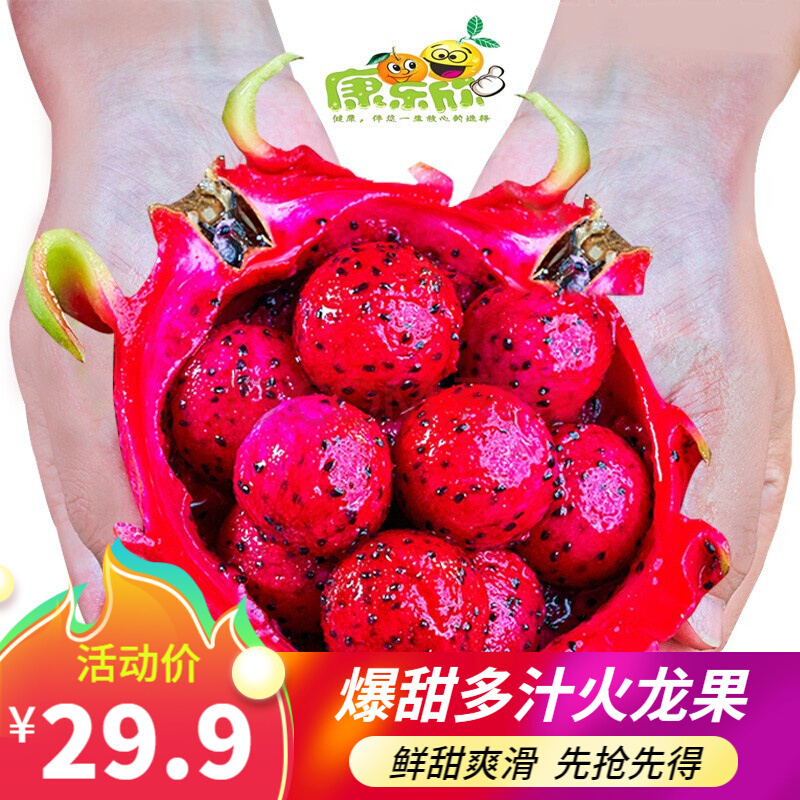 康乐欣
健康，伴您一生放心的选择
活动价
¥29.9
爆甜多汁火龙果
鲜甜爽滑 先抢先得